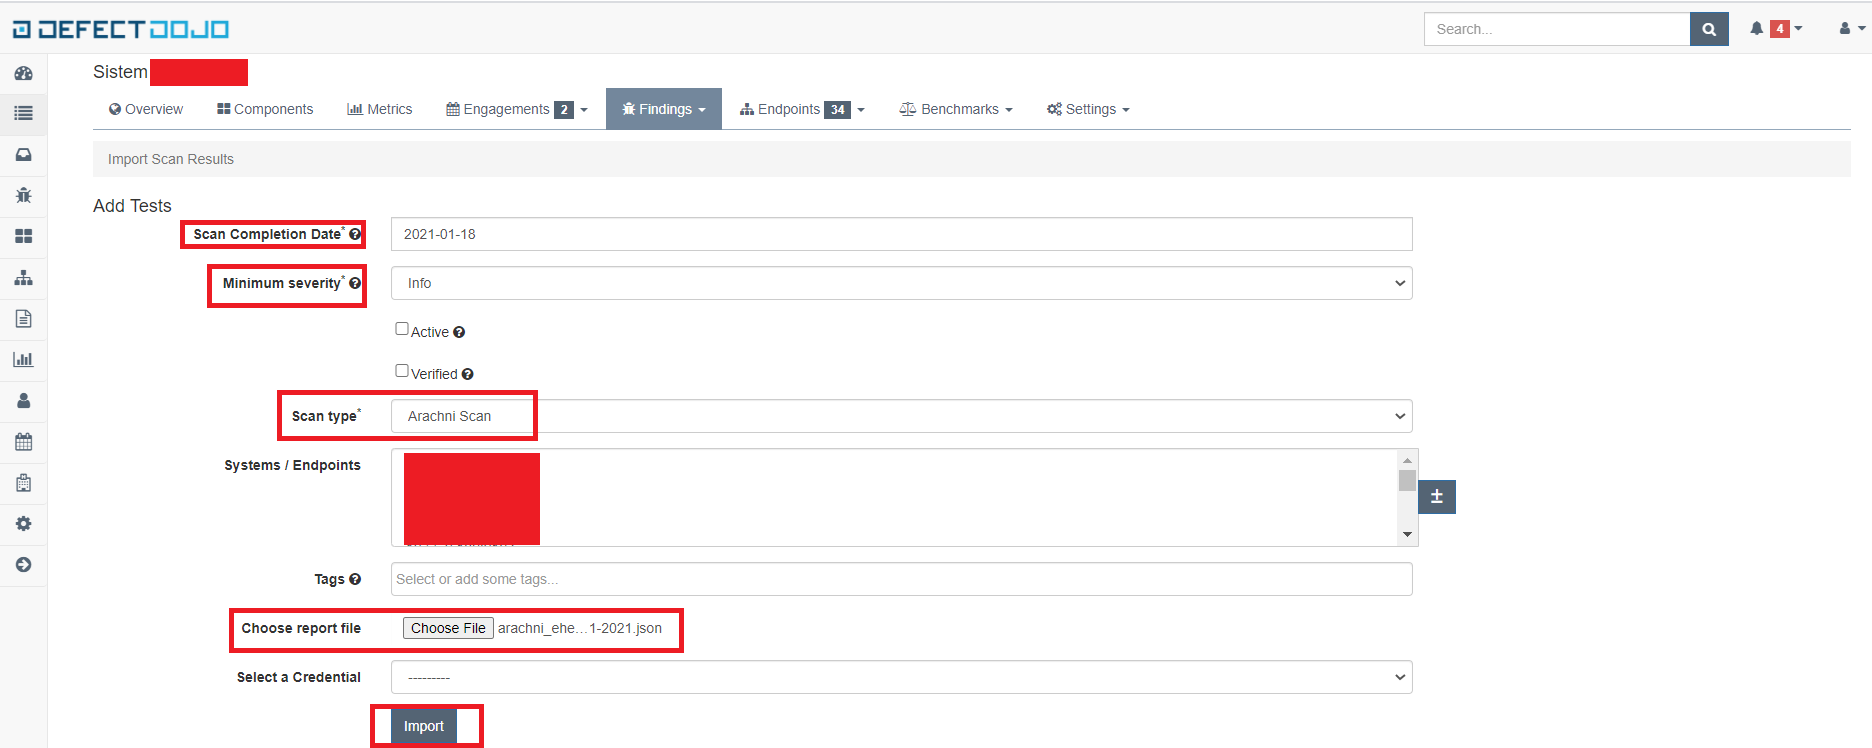 DEFECTDOJO
Search...
4
Sistem
Overview
Components
Metrics
Engagements 2
Findings
Endpoints 34
Benchmarks
Settings
Import Scan Results
Add Tests
Scan Completion Date*
2021-01-18
Minimum severity*
Info
Active
Verified
Scan type*
Arachni Scan
Systems / Endpoints
±
Tags
Select or add some tags...
Choose report file
Choose File arachni_ehe...1-2021.json
Select a Credential
---------
Import